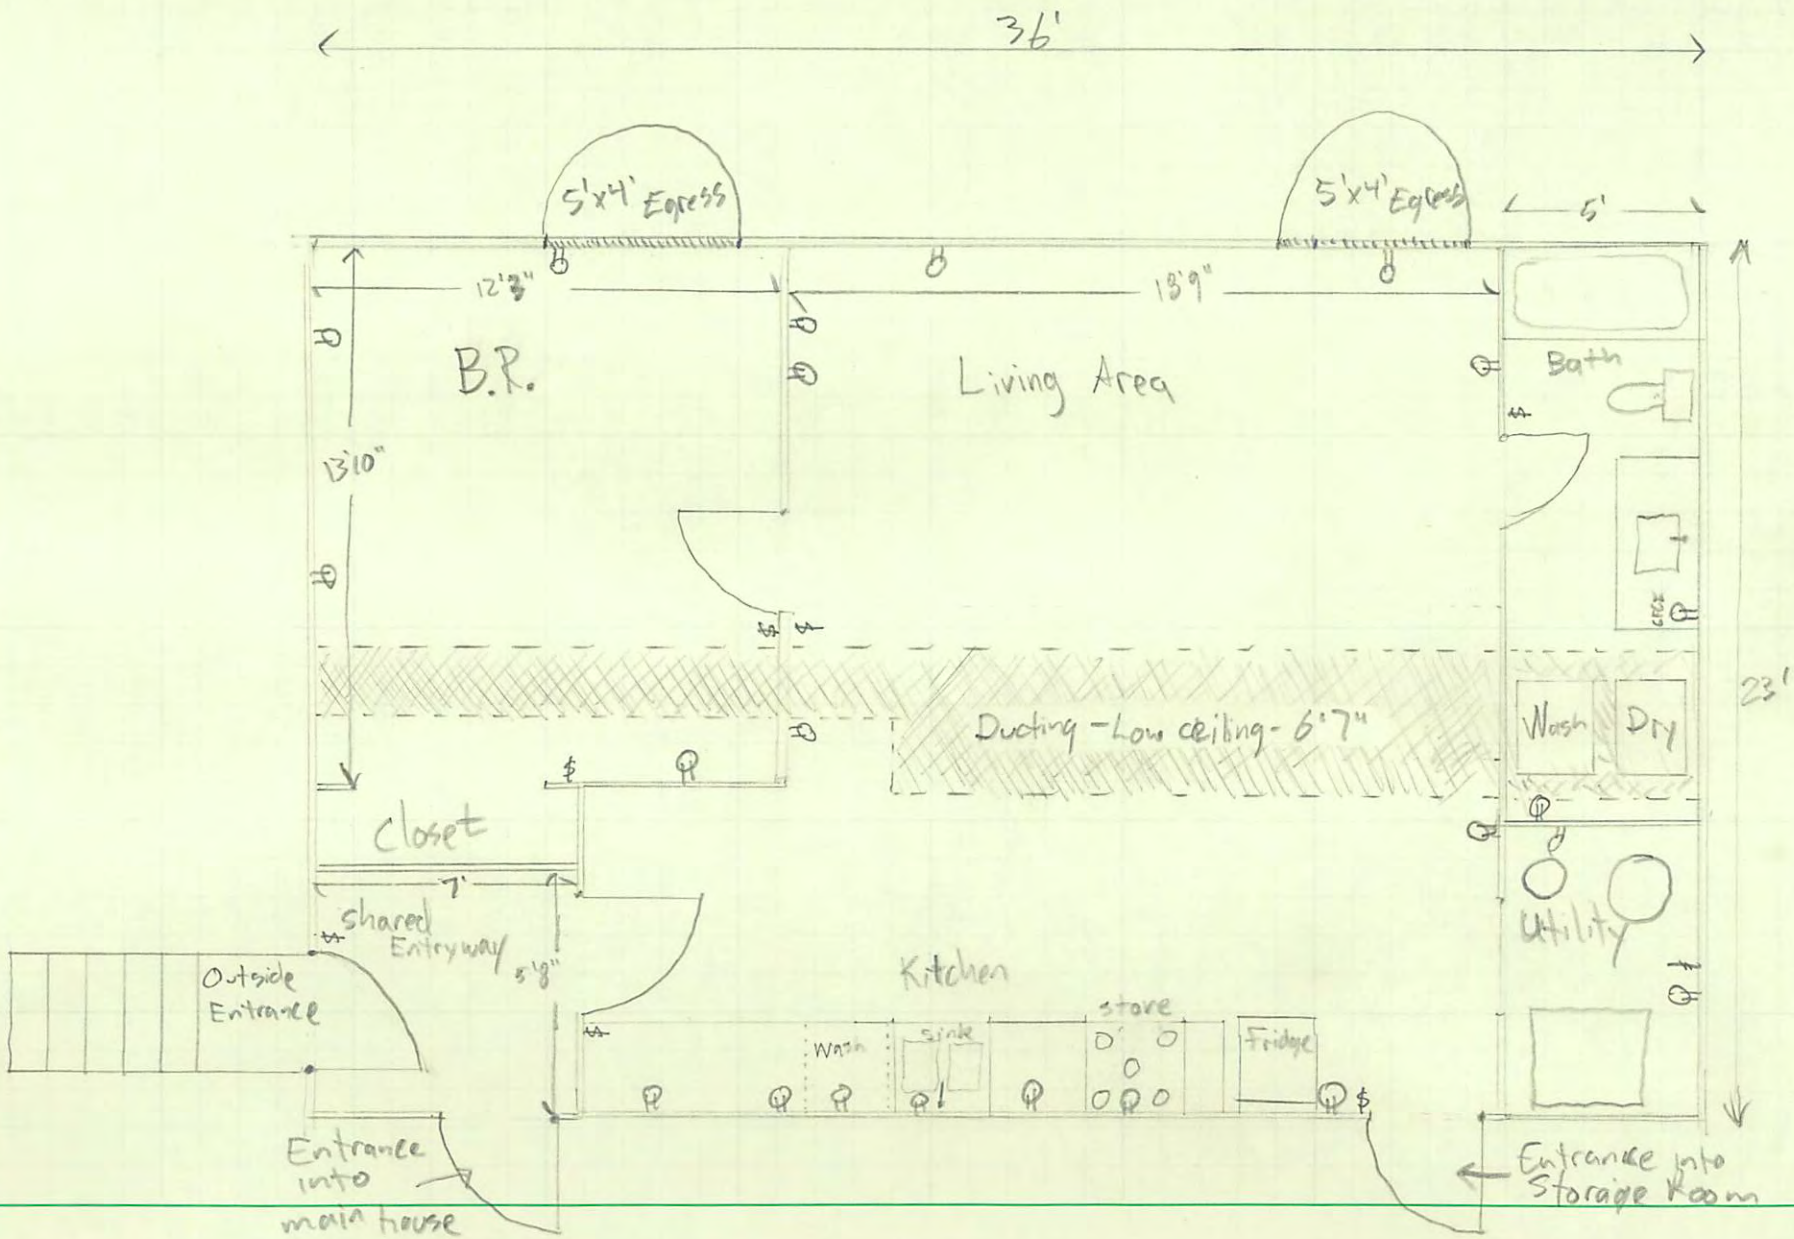 36'
5'x4' Egress
5'x4' Egress
5'
12'3"
18'9"
B.R.
Living Area
Bath
13'10"
GFCI
23'
Ducting - Low ceiling - 6'7"
Wash
Dry
$
$
$
$
Closet
7'
Shared
Entryway
$
5'8"
Outside
Entrance
Utility
$
Kitchen
stove
$
Wash
sink
Fridge
$
Entrance
into
main house
Entrance into
Storage Room